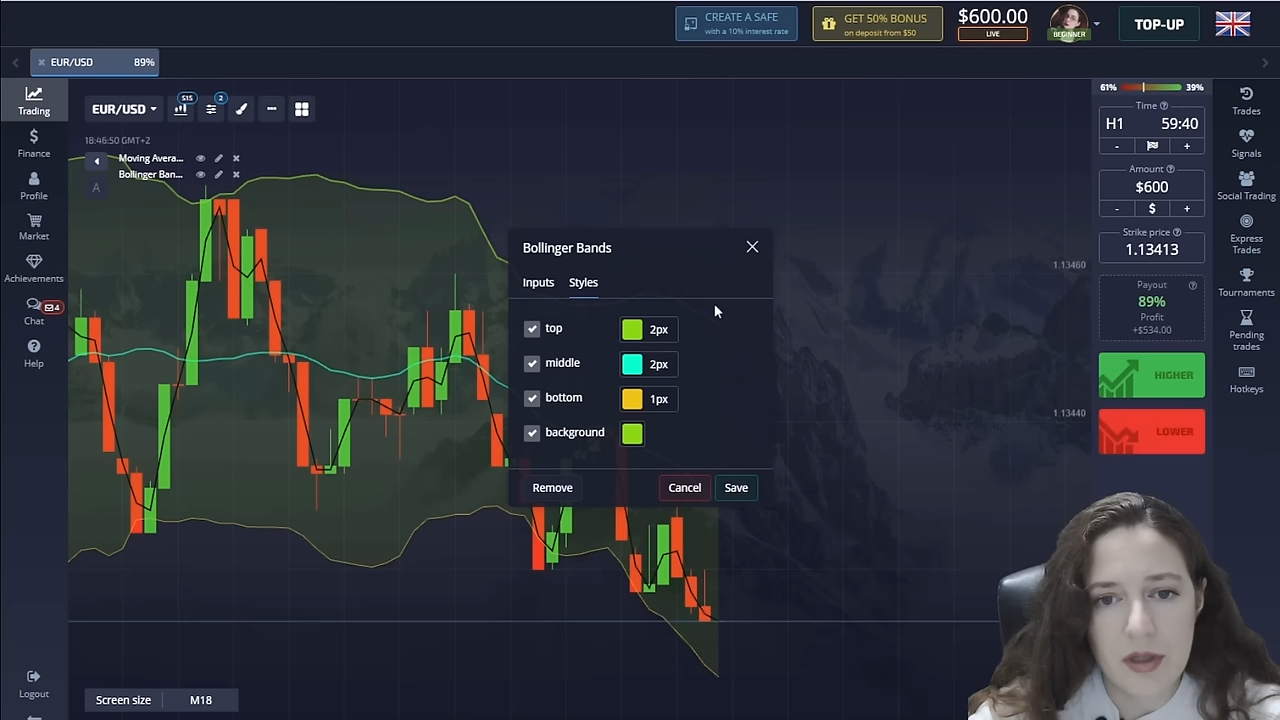 CREATE A SAFE
with a 10% interest rate
GET 50% BONUS
on deposit from $50
$600.00
LIVE
BEGINNER
TOP-UP
EUR/USD
89%
Trading
Finance
Profile
Market
Achievements
4
Chat
Help
Logout
EUR/USD
S15
2
18:46:50 GMT+2
Moving Avera...
Bollinger Ban...
A
Bollinger Bands
Inputs
Styles
top
2px
middle
2px
bottom
1px
background
Remove
Cancel
Save
1.13460
1.13440
Screen size
M18
61%
39%
Time
H1
59:40
-
+
Amount
$600
-
$
+
Strike price
1.13413
Payout
89%
Profit
+$534.00
HIGHER
LOWER
Trades
Signals
Social Trading
Express
Trades
Tournaments
Pending
trades
Hotkeys